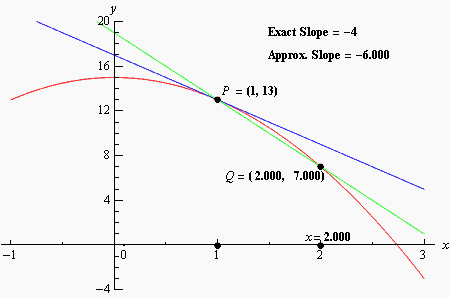 y
20
Exact Slope = −4
Approx. Slope = −6.000
16
P = (1, 13)
12
8
Q = ( 2.000, 7.000)
4
x = 2.000
x
−1
0
1
2
3
−0
−4